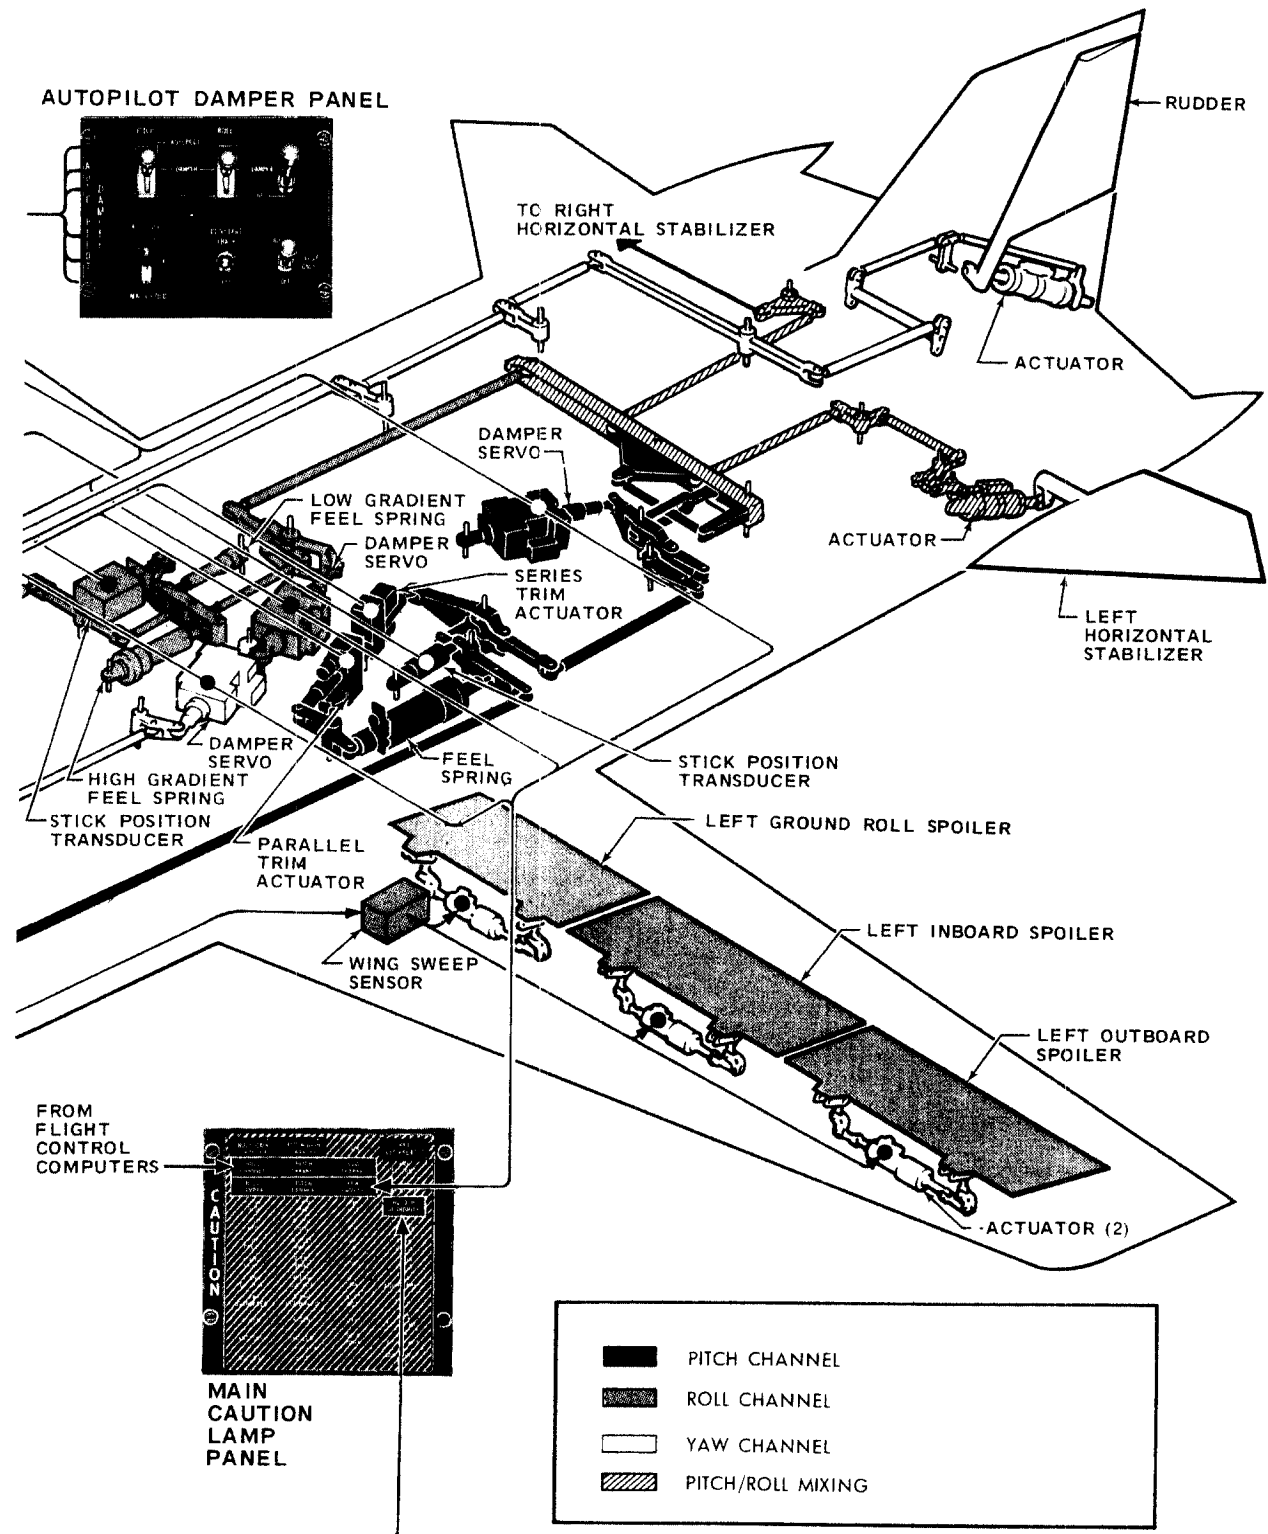 AUTOPILOT DAMPER PANEL
RUDDER
TO RIGHT
HORIZONTAL STABILIZER
ACTUATOR
DAMPER
SERVO
LOW GRADIENT
FEEL SPRING
DAMPER
SERVO
ACTUATOR
SERIES
TRIM
ACTUATOR
LEFT
HORIZONTAL
STABILIZER
DAMPER
SERVO
FEEL
SPRING
STICK POSITION
TRANSDUCER
HIGH GRADIENT
FEEL SPRING
STICK POSITION
TRANSDUCER
PARALLEL
TRIM
ACTUATOR
LEFT GROUND ROLL SPOILER
LEFT INBOARD SPOILER
WING SWEEP
SENSOR
LEFT OUTBOARD
SPOILER
FROM
FLIGHT
CONTROL
COMPUTERS
CAUTION
ACTUATOR (2)
MAIN
CAUTION
LAMP
PANEL
PITCH CHANNEL
ROLL CHANNEL
YAW CHANNEL
PITCH/ROLL MIXING